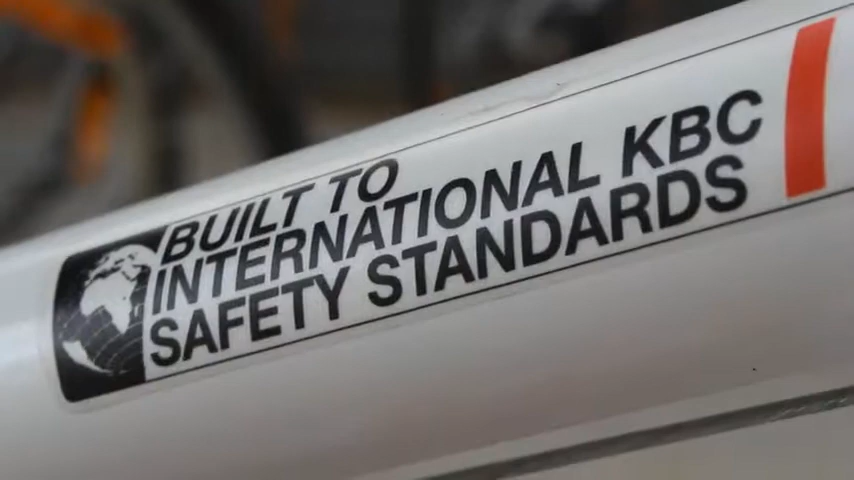 BUILT TO
INTERNATIONAL KBC
SAFETY STANDARDS